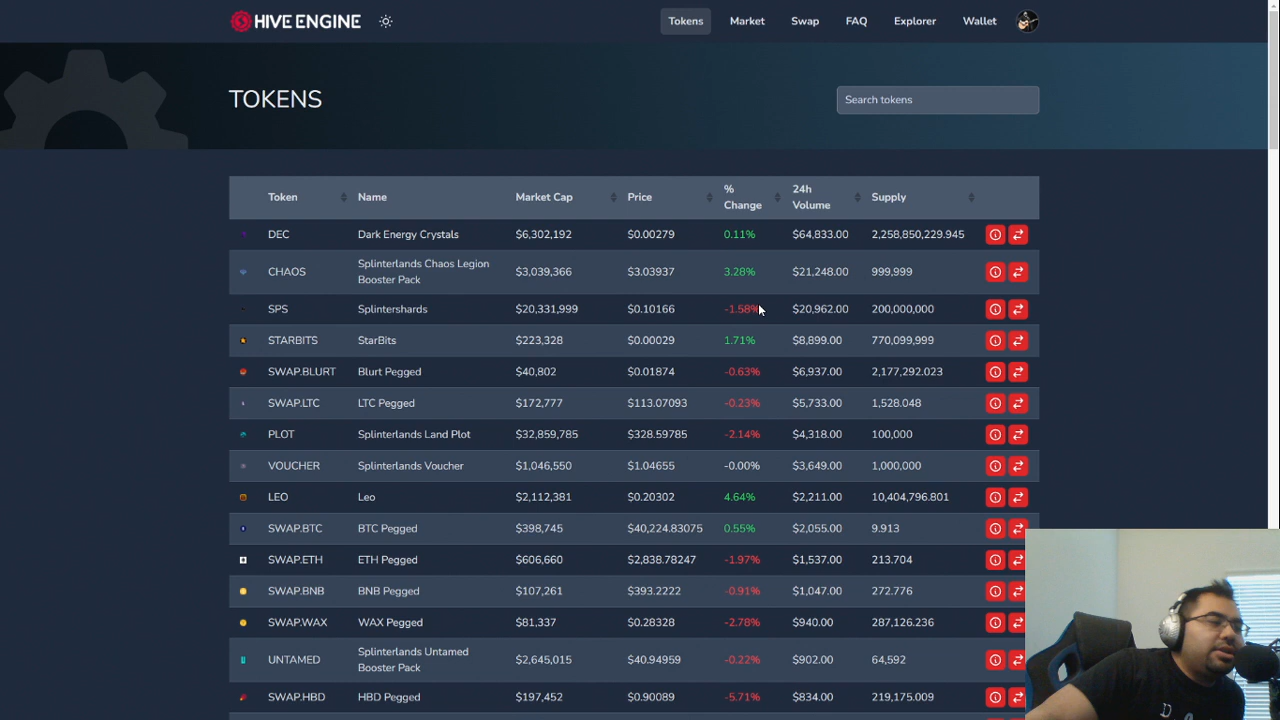 HIVE ENGINE
Tokens Market Swap FAQ Explorer Wallet
TOKENS
Search tokens
Token Name Market Cap Price % Change 24h Volume Supply
DEC Dark Energy Crystals $6,302,192 $0.00279 0.11% $64,833.00 2,258,850,229.945
CHAOS Splinterlands Chaos Legion Booster Pack $3,039,366 $3.03937 3.28% $21,248.00 999,999
SPS Splintershards $20,331,999 $0.10166 -1.58% $20,962.00 200,000,000
STARBITS StarBits $223,328 $0.00029 1.71% $8,899.00 770,099,999
SWAP.BLURT Blurt Pegged $40,802 $0.01874 -0.63% $6,937.00 2,177,292.023
SWAP.LTC LTC Pegged $172,777 $113.07093 -0.23% $5,733.00 1,528.048
PLOT Splinterlands Land Plot $32,859,785 $328.59785 -2.14% $4,318.00 100,000
VOUCHER Splinterlands Voucher $1,046,550 $1.04655 -0.00% $3,649.00 1,000,000
LEO Leo $2,112,381 $0.20302 4.64% $2,211.00 10,404,796.801
SWAP.BTC BTC Pegged $398,745 $40,224.83075 0.55% $2,055.00 9.913
SWAP.ETH ETH Pegged $606,660 $2,838.78247 -1.97% $1,537.00 213.704
SWAP.BNB BNB Pegged $107,261 $393.2222 -0.91% $1,047.00 272.776
SWAP.WAX WAX Pegged $81,337 $0.28328 -2.78% $940.00 287,126.236
UNTAMED Splinterlands Untamed Booster Pack $2,645,015 $40.94959 -0.22% $902.00 64,592
SWAP.HBD HBD Pegged $197,452 $0.90089 -5.71% $834.00 219,175.009